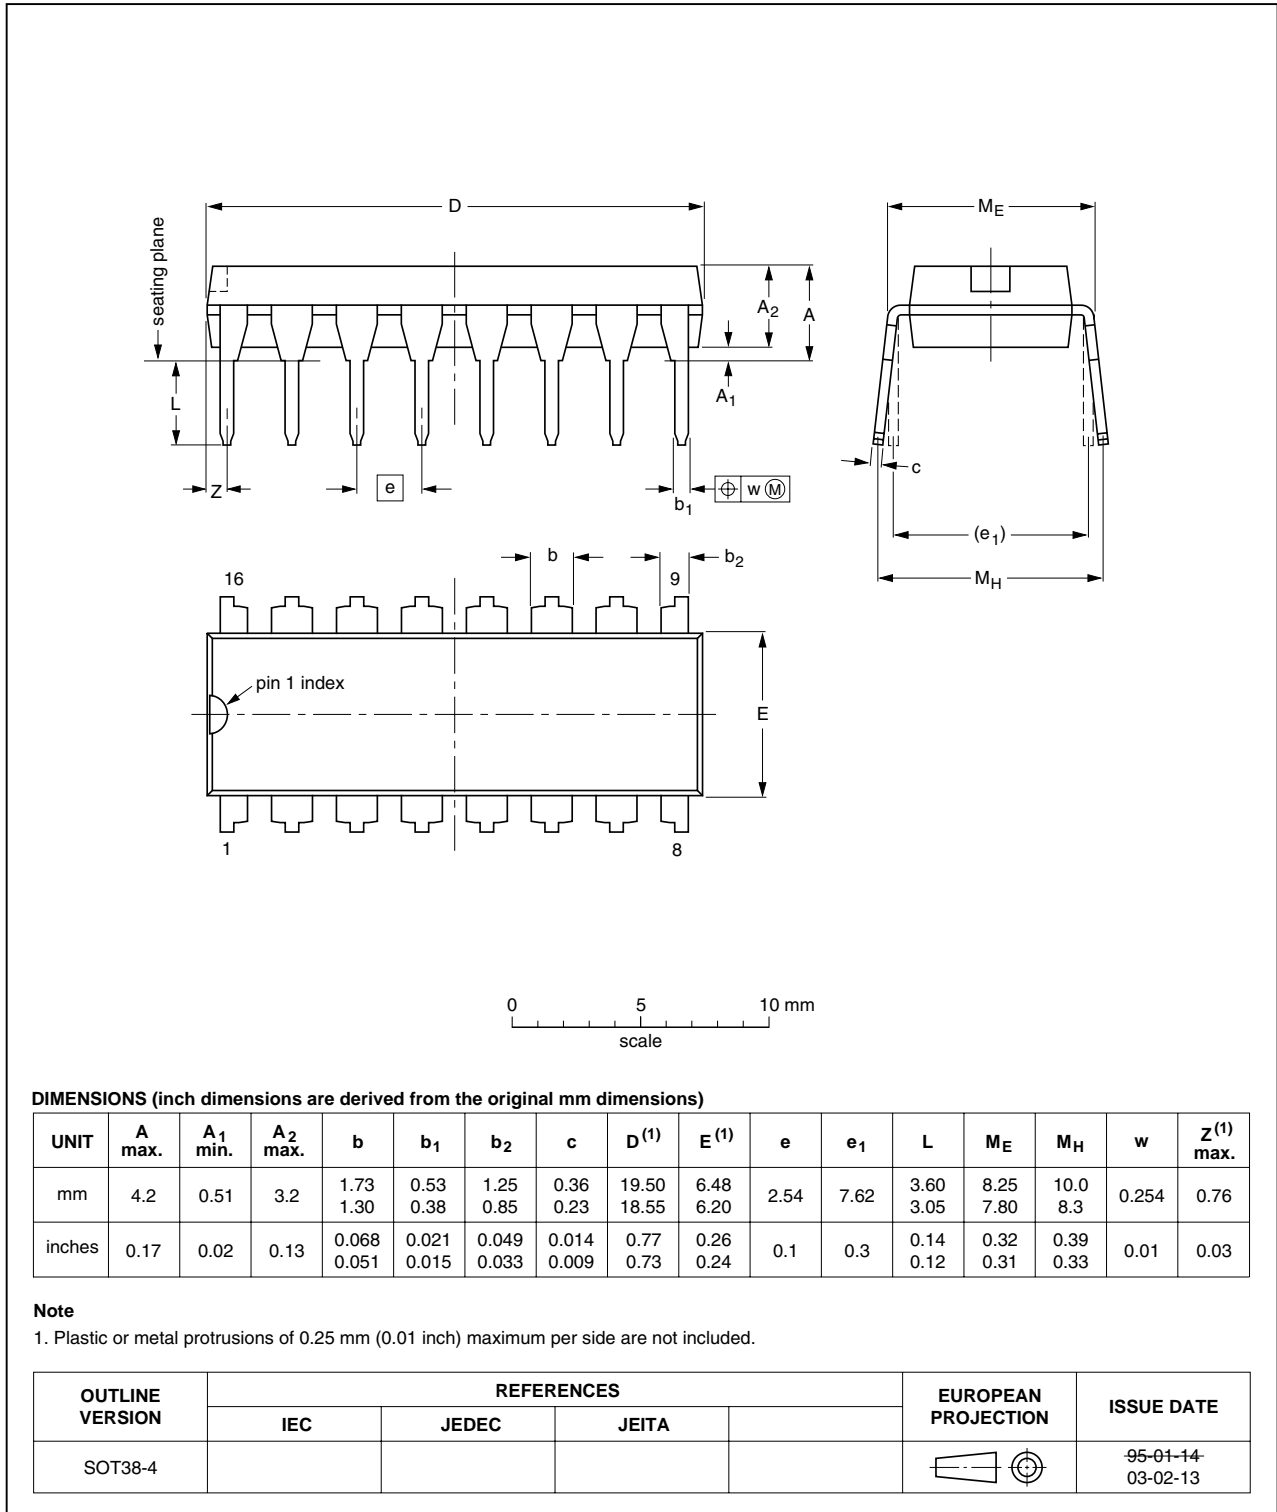 D
M_E
seating plane
A_2
A
L
A_1
c
Z
e
b_1
w M
(e_1)
M_H
b
b_2
16
9
pin 1 index
E
1
8
0 5 10 mm
scale
DIMENSIONS (inch dimensions are derived from the original mm dimensions)
UNIT A max. A1 min. A2 max. b b1 b2 c D(1) E(1) e e1 L ME MH w Z(1) max.
mm 4.2 0.51 3.2 1.73 1.30 0.53 0.38 1.25 0.85 0.36 0.23 19.50 18.55 6.48 6.20 2.54 7.62 3.60 3.05 8.25 7.80 10.0 8.3 0.254 0.76
inches 0.17 0.02 0.13 0.068 0.051 0.021 0.015 0.049 0.033 0.014 0.009 0.77 0.73 0.26 0.24 0.1 0.3 0.14 0.12 0.32 0.31 0.39 0.33 0.01 0.03
Note
1. Plastic or metal protrusions of 0.25 mm (0.01 inch) maximum per side are not included.
OUTLINE VERSION REFERENCES EUROPEAN PROJECTION ISSUE DATE
IEC JEDEC JEITA
SOT38-4 95-01-14
03-02-13